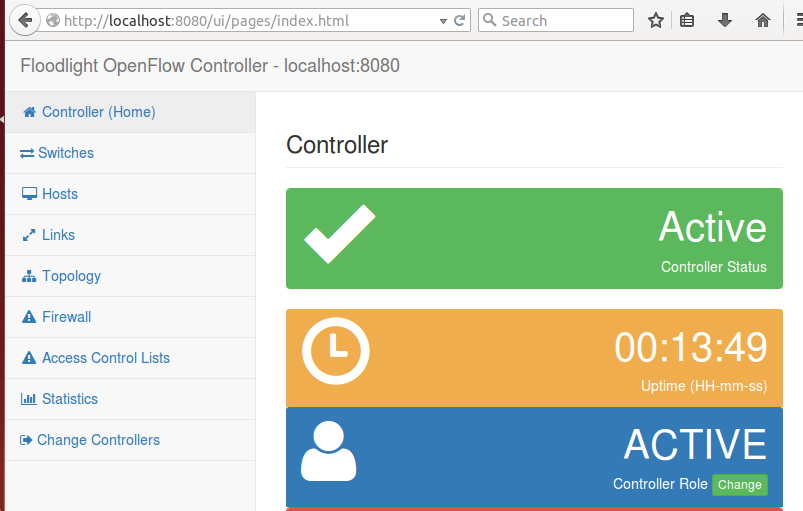 http://localhost:8080/ui/pages/index.html
Search
Floodlight OpenFlow Controller - localhost:8080
Controller (Home)
Switches
Hosts
Links
Topology
Firewall
Access Control Lists
Statistics
Change Controllers
Controller
Active
Controller Status
00:13:49
Uptime (HH-mm-ss)
ACTIVE
Controller Role Change